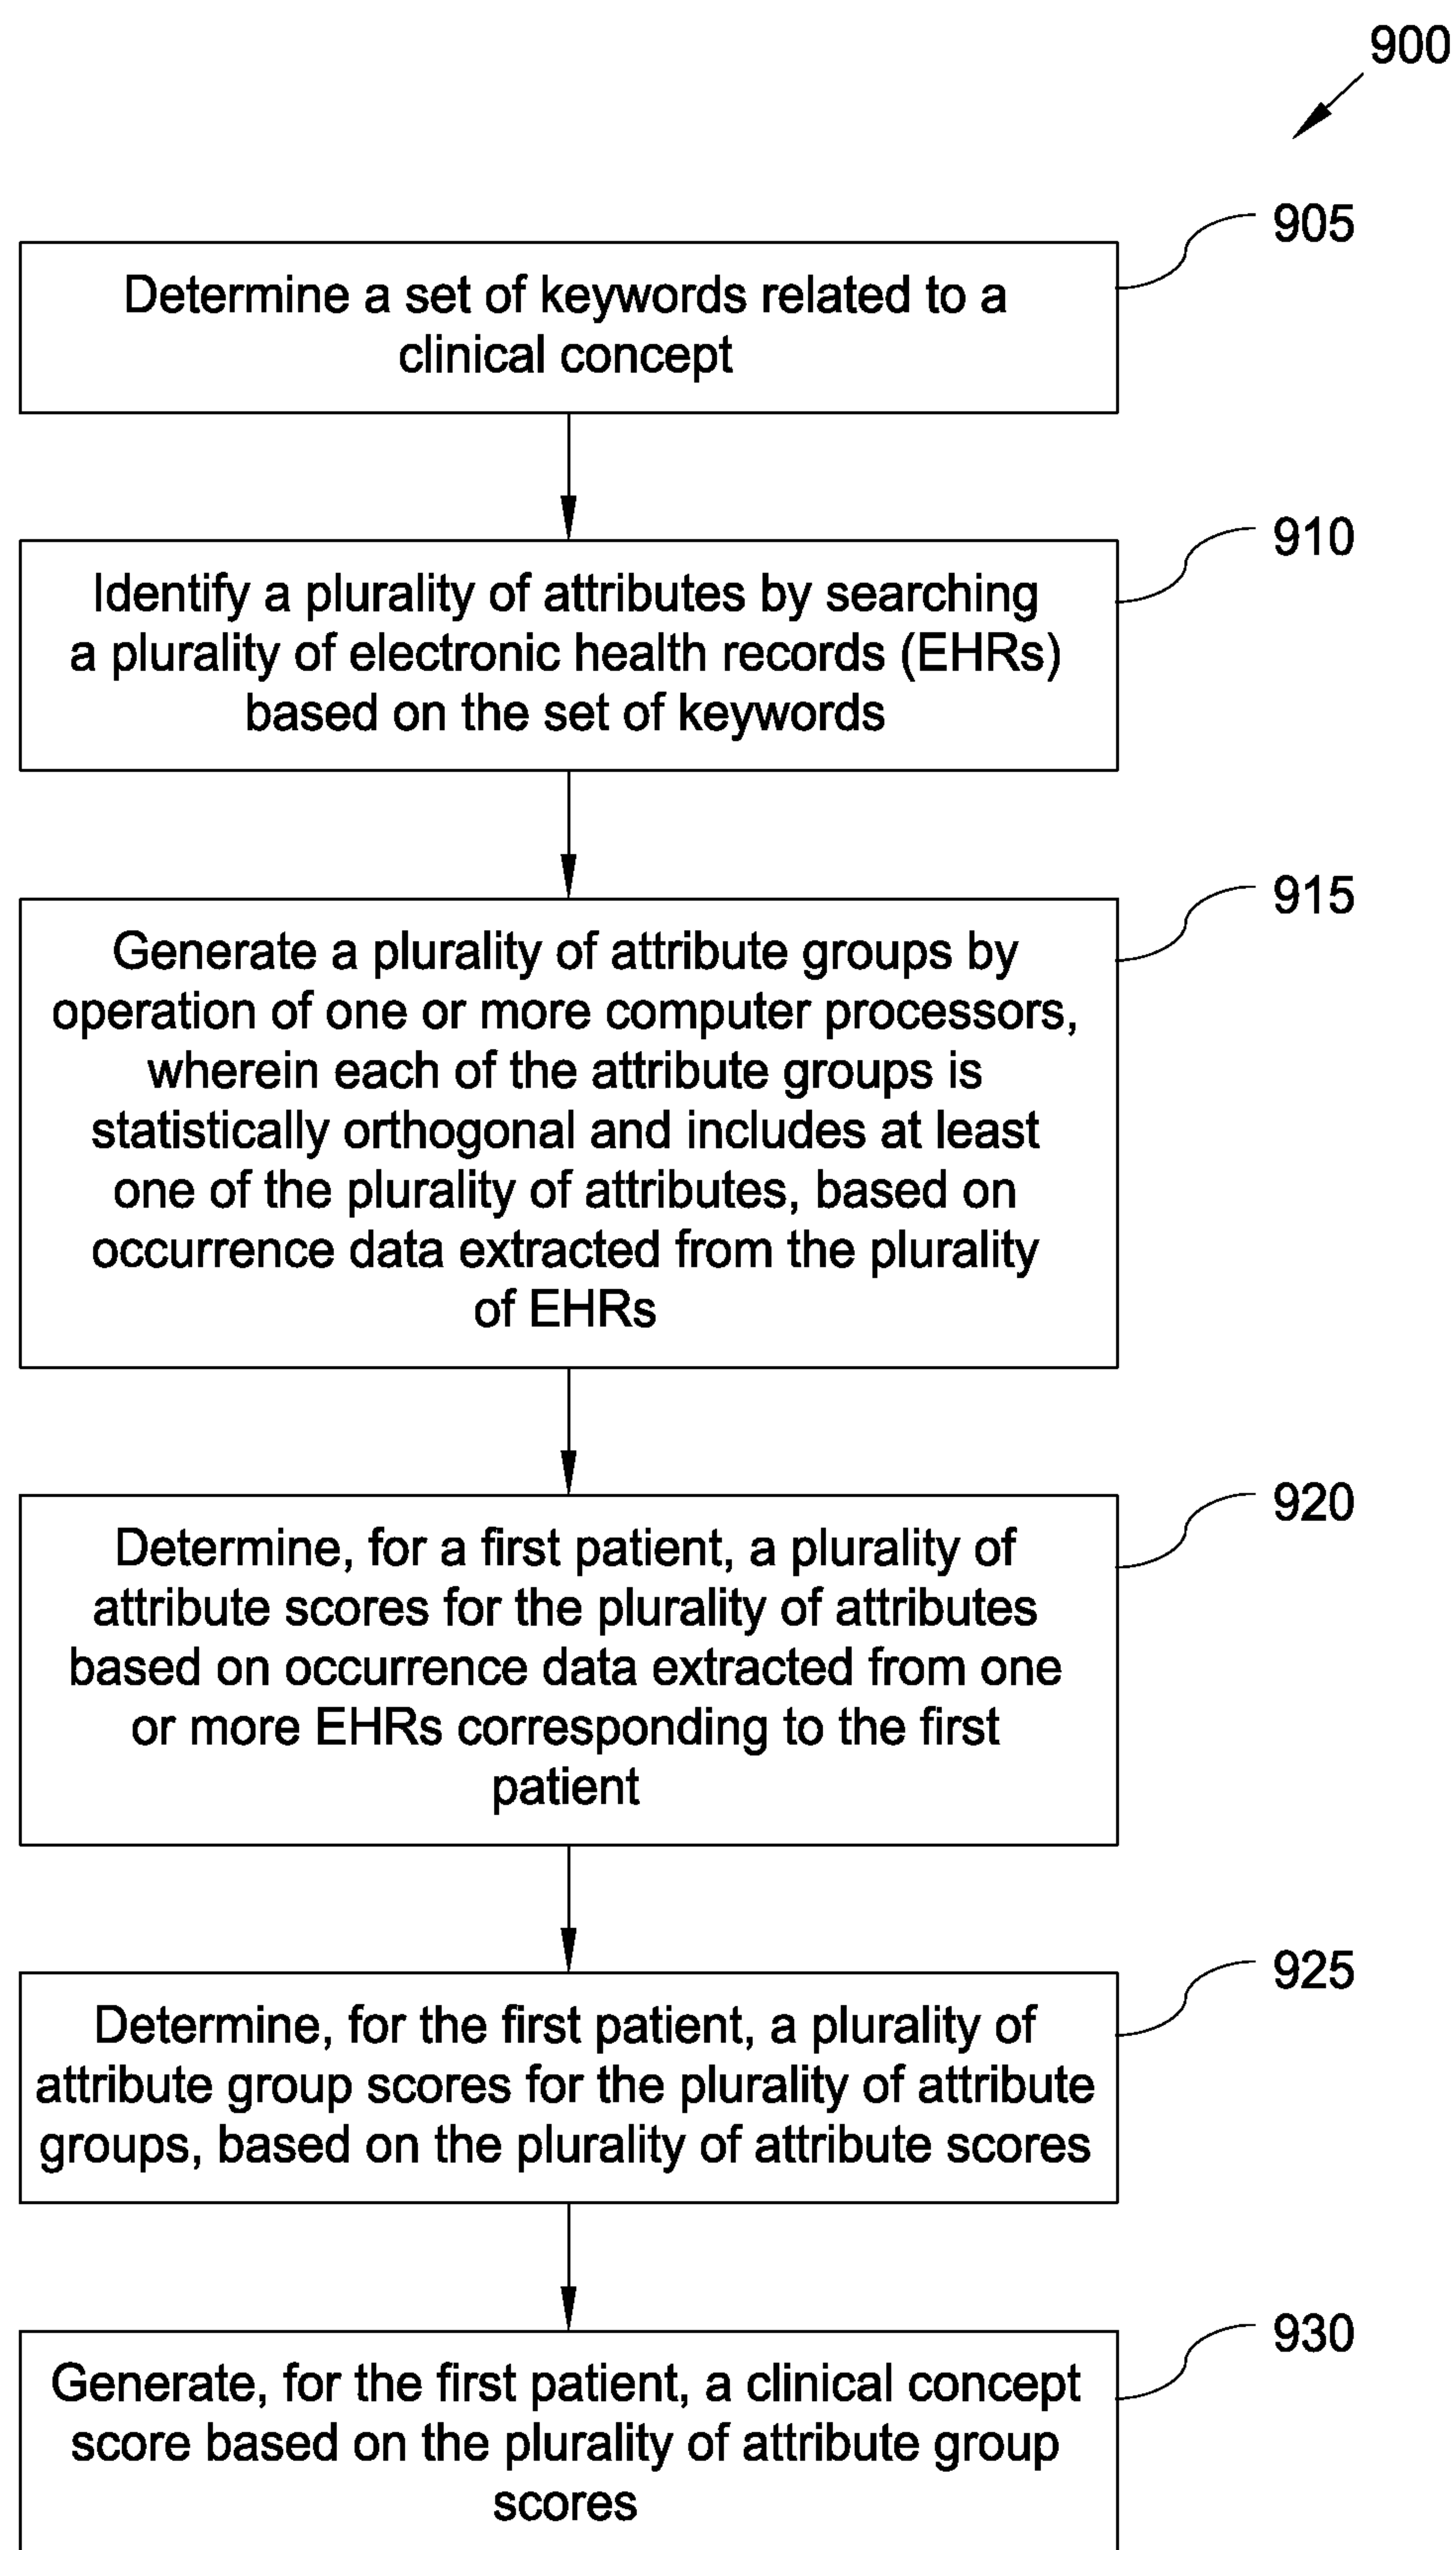 900
905
Determine a set of keywords related to a
clinical concept
910
Identify a plurality of attributes by searching
a plurality of electronic health records (EHRs)
based on the set of keywords
915
Generate a plurality of attribute groups by
operation of one or more computer processors,
wherein each of the attribute groups is
statistically orthogonal and includes at least
one of the plurality of attributes, based on
occurrence data extracted from the plurality
of EHRs
920
Determine, for a first patient, a plurality of
attribute scores for the plurality of attributes
based on occurrence data extracted from one
or more EHRs corresponding to the first
patient
925
Determine, for the first patient, a plurality of
attribute group scores for the plurality of attribute
groups, based on the plurality of attribute scores
930
Generate, for the first patient, a clinical concept
score based on the plurality of attribute group
scores